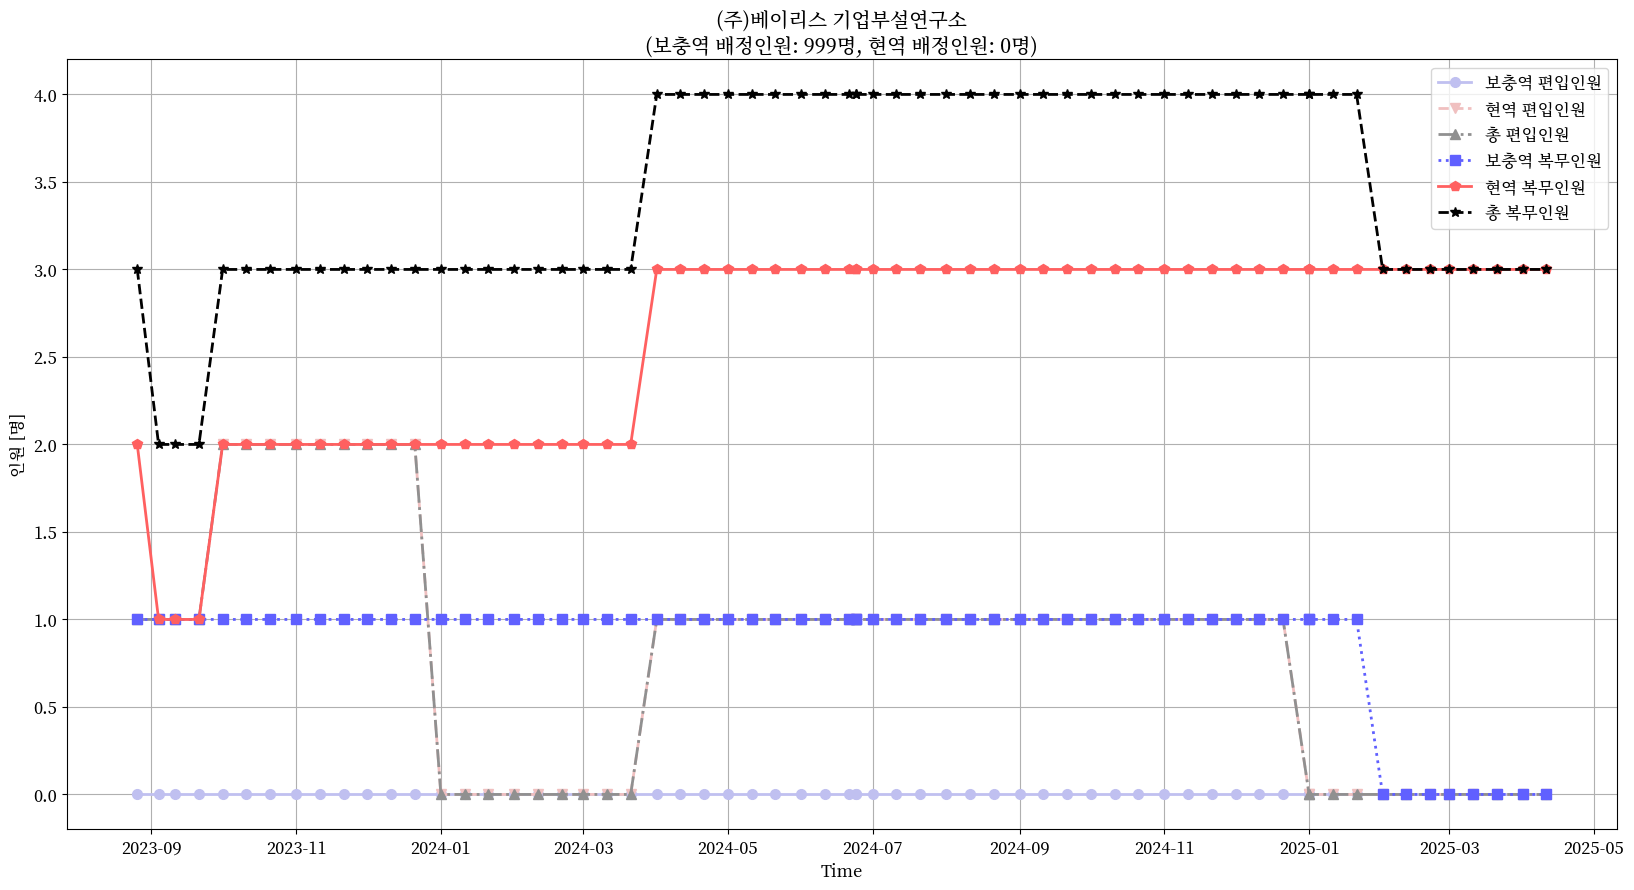 (주)베이리스 기업부설연구소
(보충역 배정인원: 999명, 현역 배정인원: 0명)
보충역 편입인원
현역 편입인원
총 편입인원
보충역 복무인원
현역 복무인원
총 복무인원
인원 [명]
4.0
3.5
3.0
2.5
2.0
1.5
1.0
0.5
0.0
2023-09 2023-11 2024-01 2024-03 2024-05 2024-07 2024-09 2024-11 2025-01 2025-03 2025-05
Time